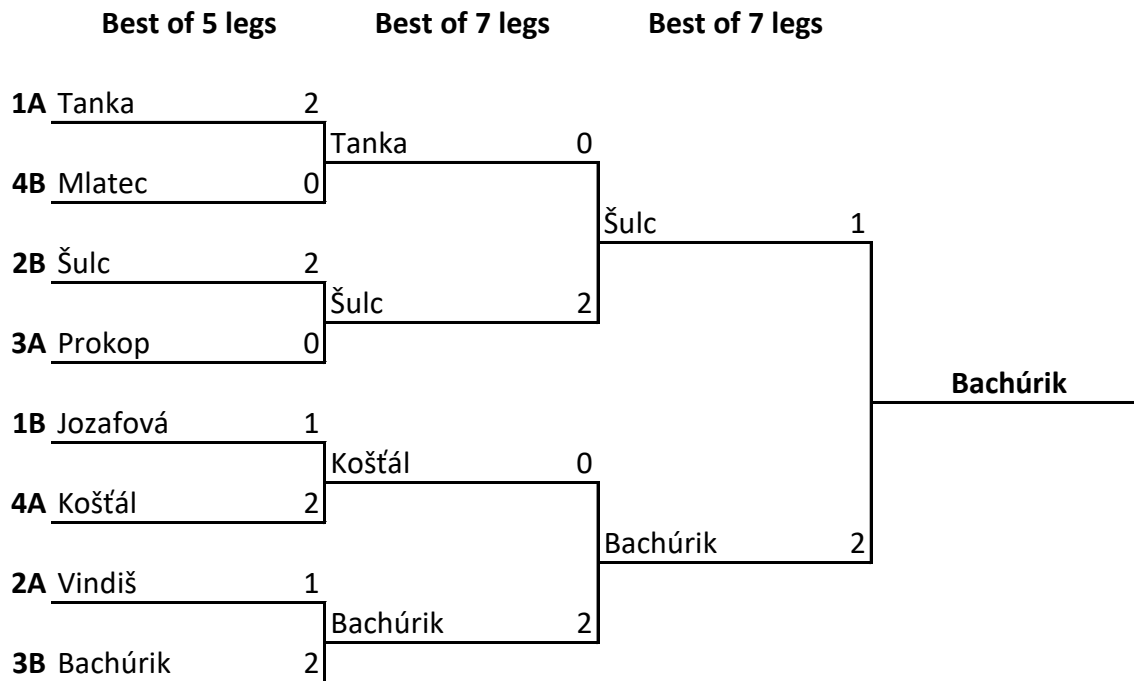 Best of 5 legs Best of 7 legs Best of 7 legs
1A Tanka 2
Tanka 0
4B Mlatec 0
Šulc 1
2B Šulc 2
Šulc 2
3A Prokop 0
Bachúrik
1B Jozafová 1
Košťál 0
4A Košťál 2
Bachúrik 2
2A Vindiš 1
Bachúrik 2
3B Bachúrik 2